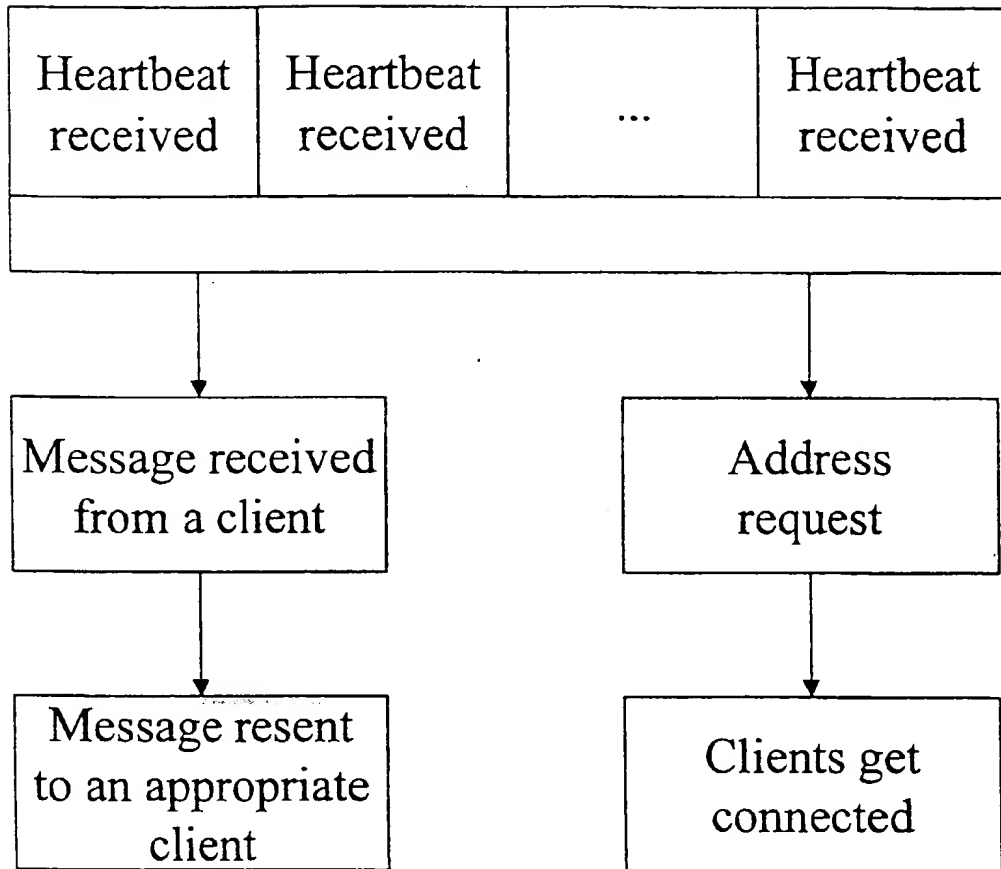 Heartbeat
received
Heartbeat
received
...
Heartbeat
received
Message received
from a client
Address
request
Message resent
to an appropriate
client
Clients get
connected